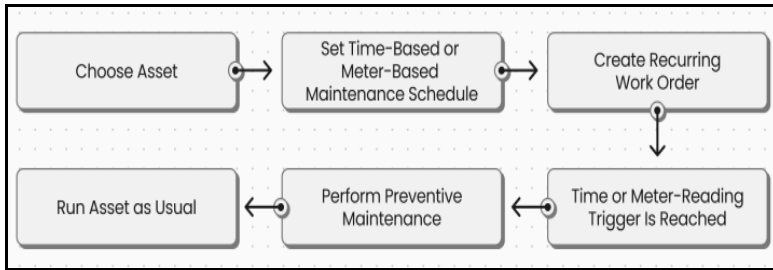 Choose Asset
Set Time-Based or
Meter-Based
Maintenance Schedule
Create Recurring
Work Order
Time or Meter-Reading
Trigger Is Reached
Perform Preventive
Maintenance
Run Asset as Usual